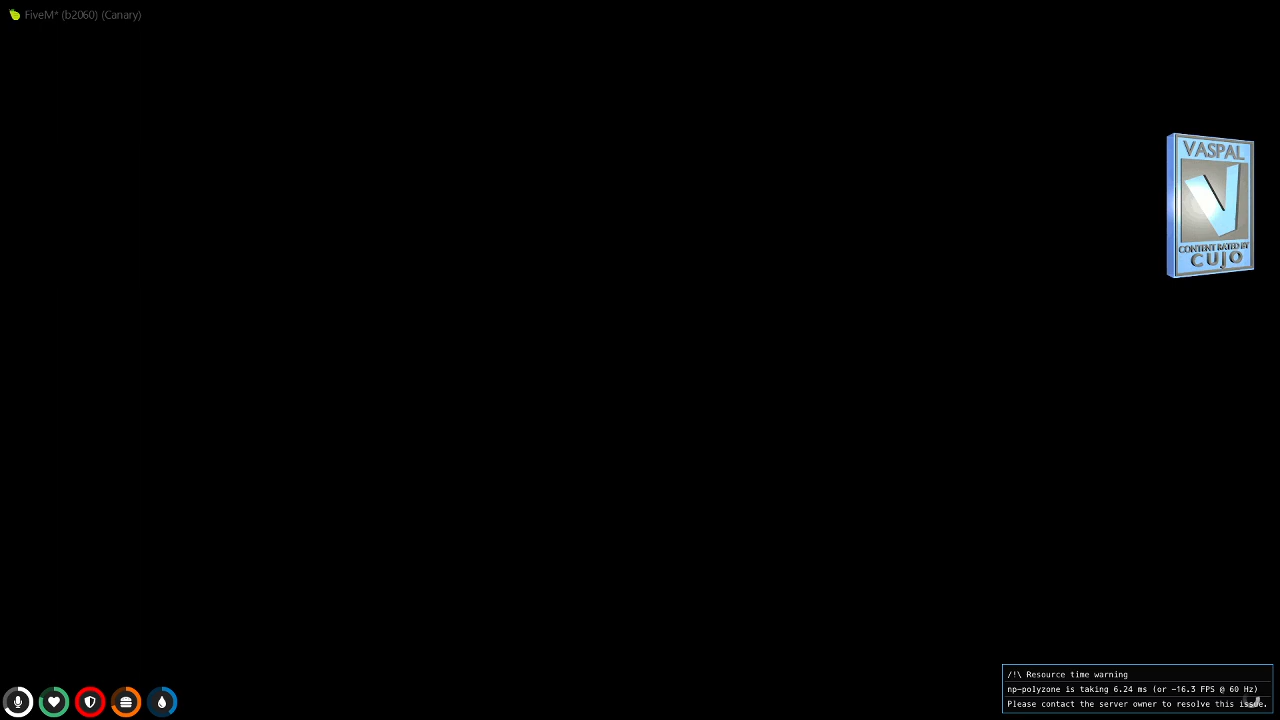 FiveM* (b2060) (Canary)
VASPAL
V
CONTENT RATED BY
CUJO
/!\ Resource time warning
np-polyzone is taking 6.24 ms (or -16.3 FPS @ 60 Hz)
Please contact the server owner to resolve this issue.